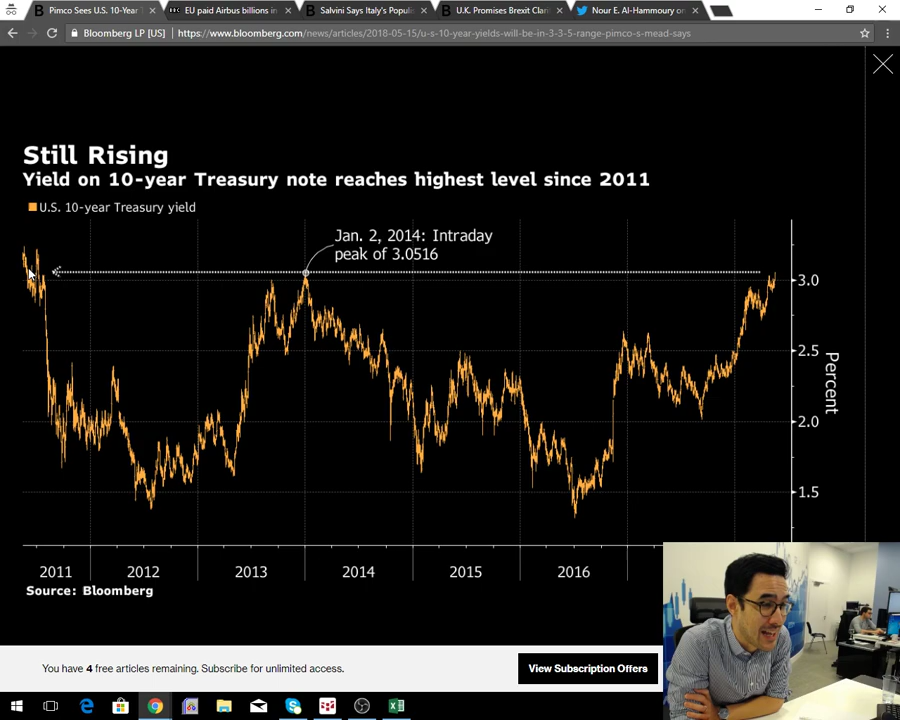 Pimco Sees U.S. 10-Year
EU paid Airbus billions in
Salvini Says Italy's Popul
U.K. Promises Brexit Clari
Nour E. Al-Hammoury on
Bloomberg LP [US]
https://www.bloomberg.com/news/articles/2018-05-15/u-s-10-year-yields-will-be-in-3-3-5-range-pimco-s-mead-says
Still Rising
Yield on 10-year Treasury note reaches highest level since 2011
U.S. 10-year Treasury yield
Jan. 2, 2014: Intraday
peak of 3.0516
3.0
2.5
2.0
1.5
Percent
2011
2012
2013
2014
2015
2016
Source: Bloomberg
You have 4 free articles remaining. Subscribe for unlimited access.
View Subscription Offers